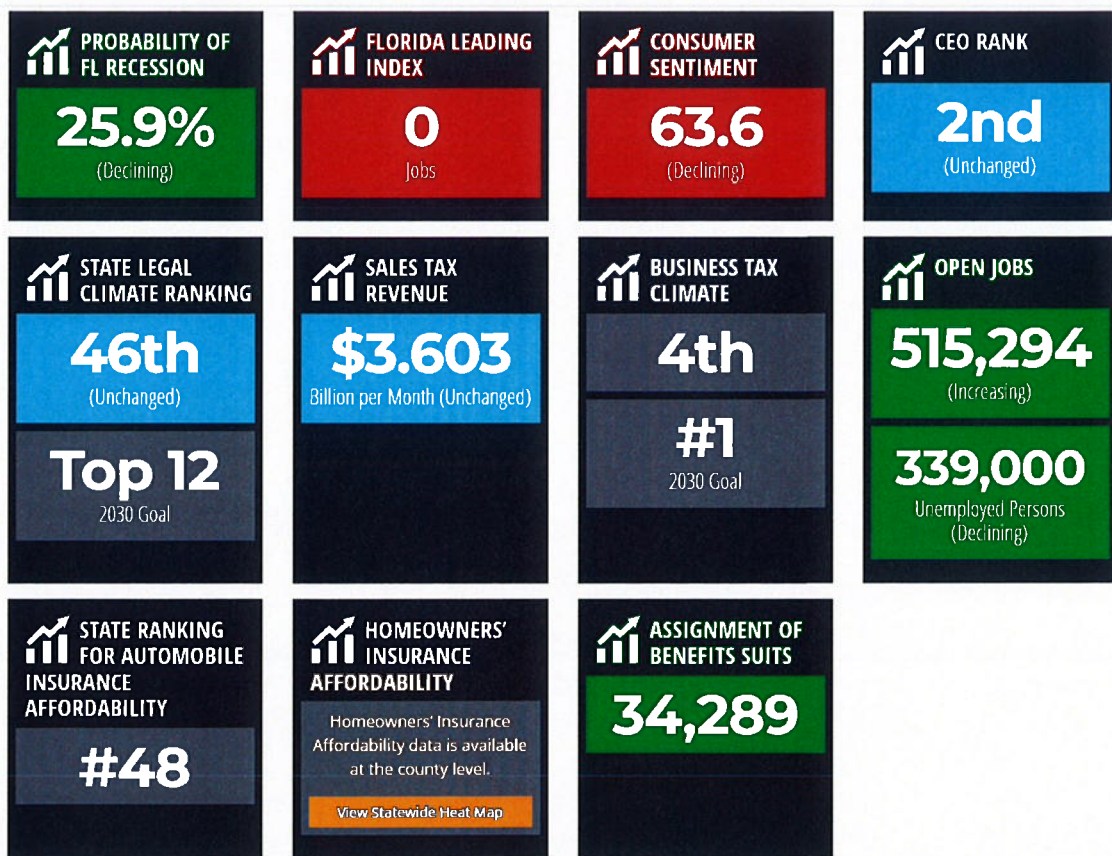 PROBABILITY OF
FL RECESSION
25.9%
(Declining)
FLORIDA LEADING
INDEX
0
Jobs
CONSUMER
SENTIMENT
63.6
(Declining)
CEO RANK
2nd
(Unchanged)
STATE LEGAL
CLIMATE RANKING
46th
(Unchanged)
Top 12
2030 Goal
SALES TAX
REVENUE
$3.603
Billion per Month (Unchanged)
BUSINESS TAX
CLIMATE
4th
#1
2030 Goal
OPEN JOBS
515,294
(Increasing)
339,000
Unemployed Persons
(Declining)
STATE RANKING
FOR AUTOMOBILE
INSURANCE
AFFORDABILITY
#48
HOMEOWNERS'
INSURANCE
AFFORDABILITY
Homeowners' Insurance
Affordability data is available
at the county level.
View Statewide Heat Map
ASSIGNMENT OF
BENEFITS SUITS
34,289